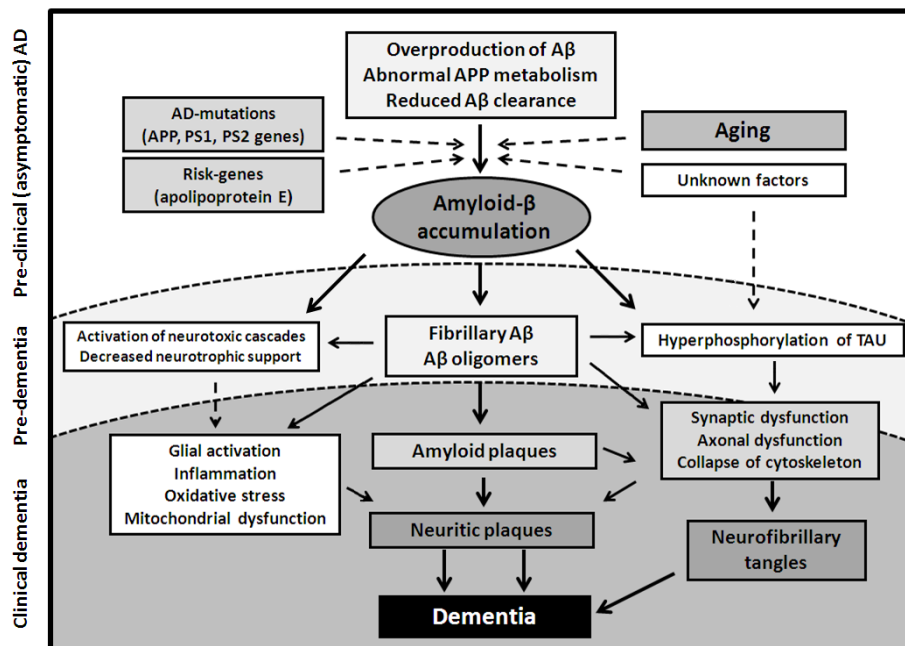 Pre-clinical (asymptomatic) AD
Pre-dementia
Clinical dementia
Overproduction of Aβ
Abnormal APP metabolism
Reduced Aβ clearance
AD-mutations
(APP, PS1, PS2 genes)
Risk-genes
(apolipoprotein E)
Aging
Unknown factors
Amyloid-β
accumulation
Activation of neurotoxic cascades
Decreased neurotrophic support
Fibrillary Aβ
Aβ oligomers
Hyperphosphorylation of TAU
Glial activation
Inflammation
Oxidative stress
Mitochondrial dysfunction
Amyloid plaques
Synaptic dysfunction
Axonal dysfunction
Collapse of cytoskeleton
Neuritic plaques
Neurofibrillary
tangles
Dementia